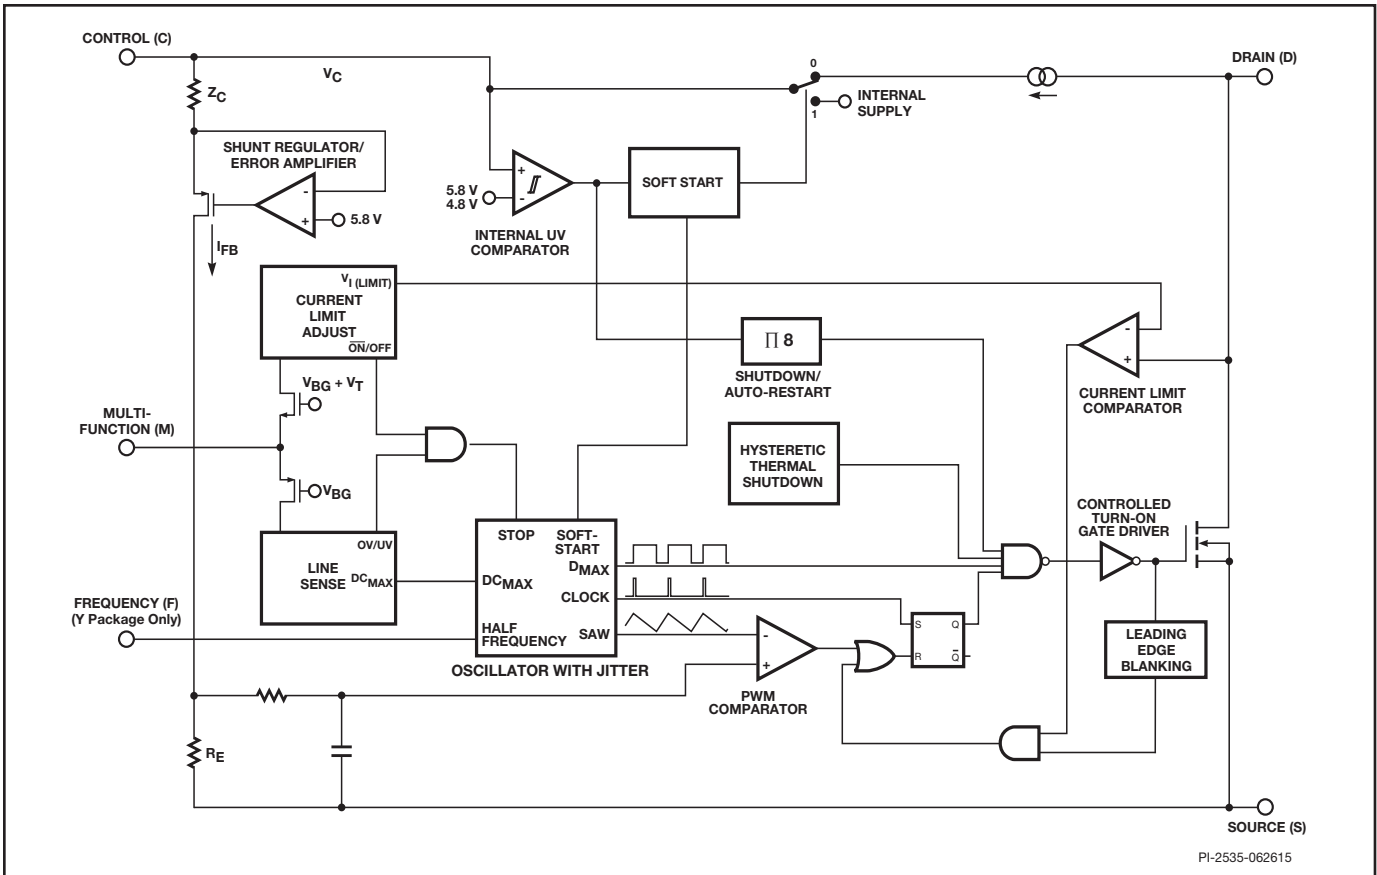 CONTROL (C)
VC
ZC
SHUNT REGULATOR/
ERROR AMPLIFIER
-
+
5.8 V
IFB
0
1
INTERNAL
SUPPLY
DRAIN (D)
+
-
5.8 V
4.8 V
INTERNAL UV
COMPARATOR
SOFT START
VI (LIMIT)
CURRENT
LIMIT
ADJUST
ON/OFF
∏ 8
SHUTDOWN/
AUTO-RESTART
-
+
CURRENT LIMIT
COMPARATOR
VBG + VT
MULTI-
FUNCTION (M)
VBG
HYSTERETIC
THERMAL
SHUTDOWN
CONTROLLED
TURN-ON
GATE DRIVER
OV/UV
LINE
SENSE
DCMAX
STOP
SOFT-
START
DMAX
DCMAX
CLOCK
HALF
FREQUENCY
SAW
OSCILLATOR WITH JITTER
FREQUENCY (F)
(Y Package Only)
-
+
PWM
COMPARATOR
S
Q
R
Q̅
LEADING
EDGE
BLANKING
RE
SOURCE (S)
PI-2535-062615